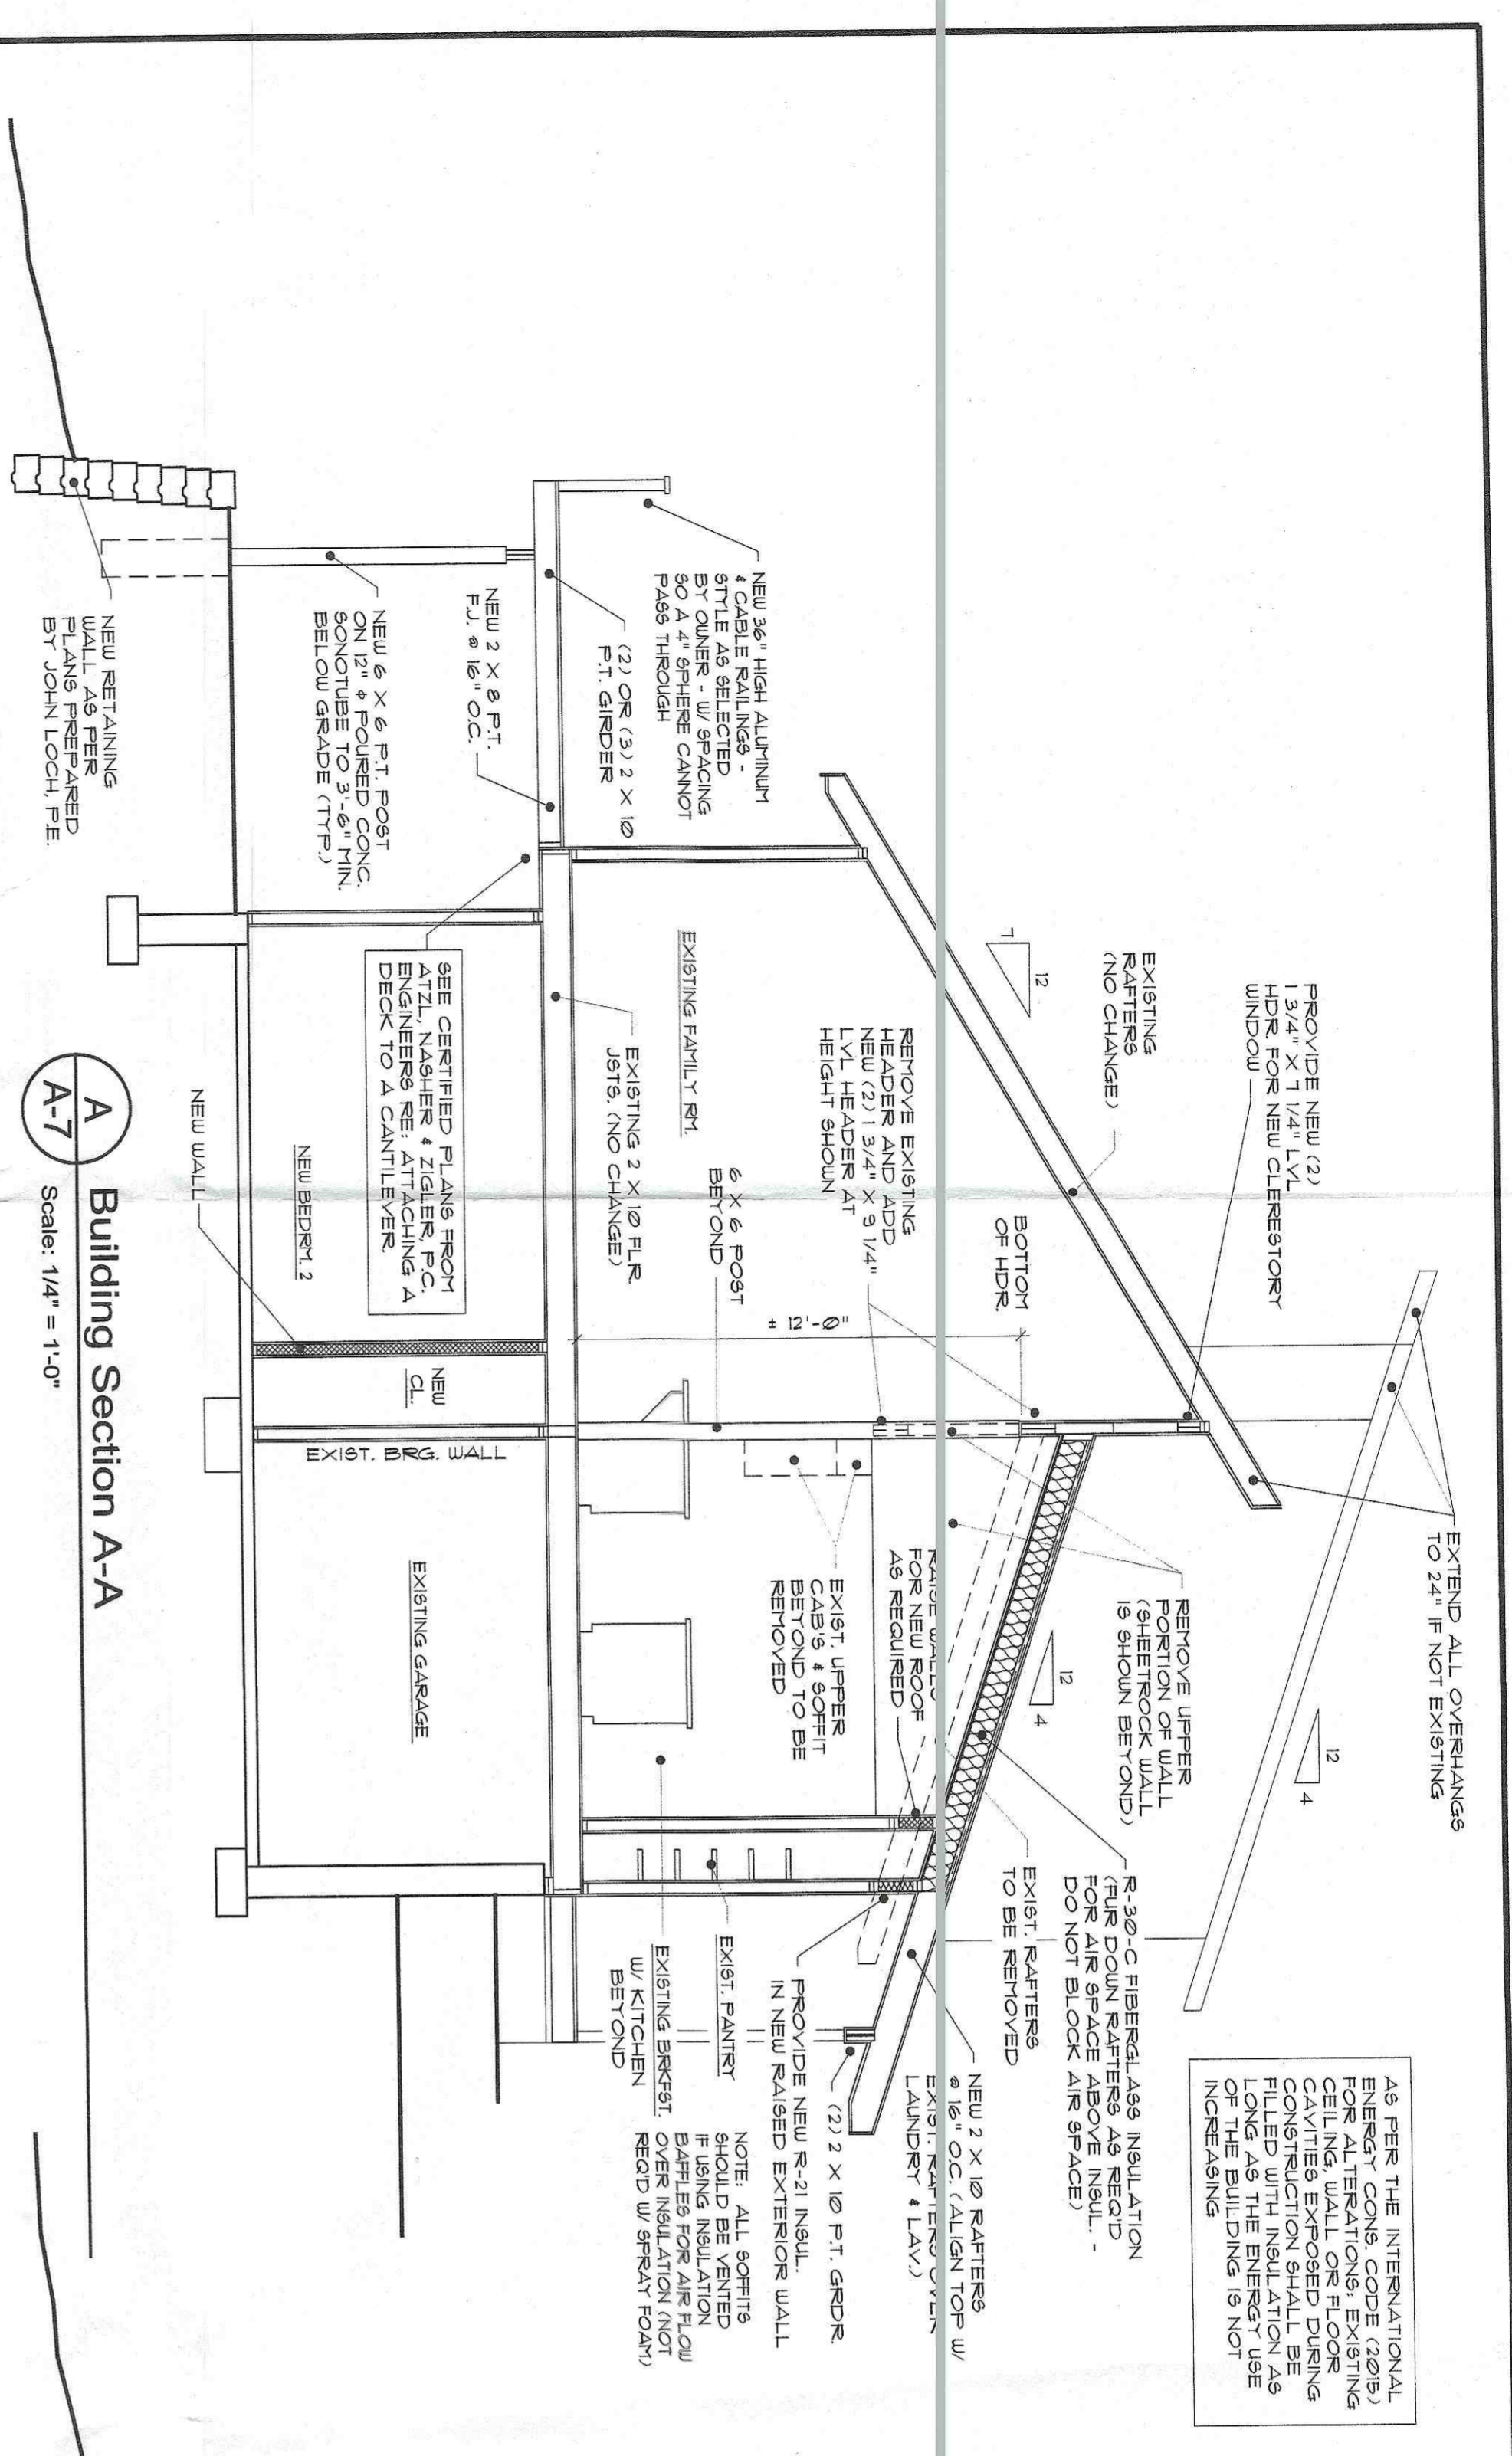 AS PER THE INTERNATIONAL
ENERGY CONS. CODE (2015)
FOR ALTERATIONS: EXISTING
CEILING, WALL OR FLOOR
CAVITIES EXPOSED DURING
CONSTRUCTION SHALL BE
FILLED WITH INSULATION AS
LONG AS THE ENERGY USE
OF THE BUILDING IS NOT
INCREASING
EXTEND ALL OVERHANGS
TO 24" IF NOT EXISTING
12
4
PROVIDE NEW (2)
1 3/4" X 7 1/4" LVL
HDR. FOR NEW CLERESTORY
WINDOW
EXISTING
RAFTERS
(NO CHANGE)
12
7
REMOVE UPPER
PORTION OF WALL
(SHEETROCK WALL
IS SHOWN BEYOND)
12
4
R-30-C FIBERGLASS INSULATION
(FUR DOWN RAFTERS AS REQ'D
FOR AIR SPACE ABOVE INSUL. -
DO NOT BLOCK AIR SPACE)
EXIST. RAFTERS
TO BE REMOVED
NEW 2 X 10 RAFTERS
@ 16" O.C. (ALIGN TOP W/
EXIST. RAFTERS OVER
LAUNDRY & LAV.)
BOTTOM
OF HDR.
REMOVE EXISTING
HEADER AND ADD
NEW (2) 1 3/4" X 9 1/4"
LVL HEADER AT
HEIGHT SHOWN
± 12'-0"
6 X 6 POST
BEYOND
RAISE WALLS
FOR NEW ROOF
AS REQUIRED
EXIST. UPPER
CAB'S & SOFFIT
BEYOND TO BE
REMOVED
(2) 2 X 10 P.T. GRDR.
PROVIDE NEW R-21 INSUL.
IN NEW RAISED EXTERIOR WALL
EXIST. PANTRY
EXISTING BRKFST.
W/ KITCHEN
BEYOND
NOTE: ALL SOFFITS
SHOULD BE VENTED
IF USING INSULATION
BAFFLES FOR AIR FLOW
OVER INSULATION (NOT
REQ'D W/ SPRAY FOAM)
NEW 36" HIGH ALUMINUM
& CABLE RAILINGS -
STYLE AS SELECTED
BY OWNER - W/ SPACING
SO A 4" SPHERE CANNOT
PASS THROUGH
(2) OR (3) 2 X 10
P.T. GIRDER
EXISTING FAMILY RM.
EXISTING 2 X 10 FLR.
JSTS. (NO CHANGE)
NEW 2 X 8 P.T.
F.J. @ 16" O.C.
SEE CERTIFIED PLANS FROM
ATZL, NASHER & ZIGLER, P.C.
ENGINEERS RE: ATTACHING A
DECK TO A CANTILEVER.
NEW 6 X 6 P.T. POST
ON 12" ⌀ POURED CONC.
SONOTUBE TO 3'-6" MIN.
BELOW GRADE (TYP.)
NEW BEDRM. 2
NEW
CL.
EXIST. BRG. WALL
EXISTING GARAGE
NEW WALL
NEW RETAINING
WALL AS PER
PLANS PREPARED
BY JOHN LOCH, P.E.
A
A-7
Building Section A-A
Scale: 1/4" = 1'-0"